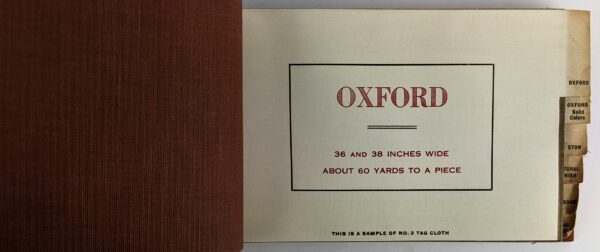 OXFORD
36 AND 38 INCHES WIDE
ABOUT 60 YARDS TO A PIECE
THIS IS A SAMPLE OF NO. 2 TAG CLOTH
OXFORD
OXFORD
Solid
Colors
ETON